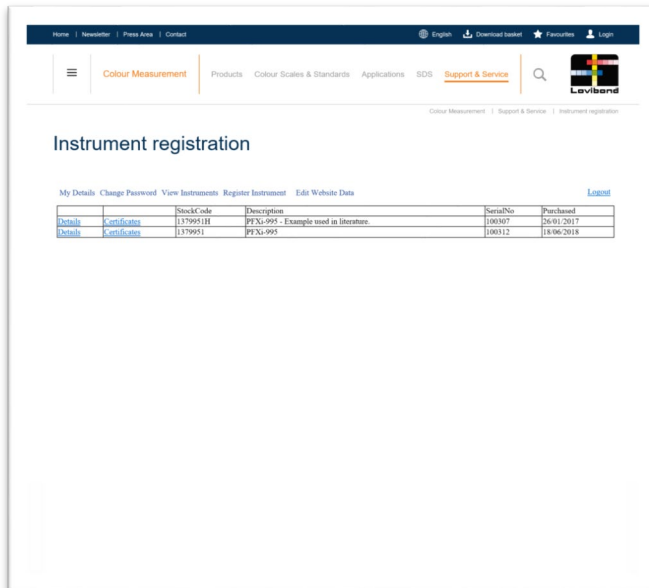 Home | Newsletter | Press Area | Contact English Download basket Favourites Login
Colour Measurement Products Colour Scales & Standards Applications SDS Support & Service Lovibond
Colour Measurement | Support & Service | Instrument registration
Instrument registration
My Details Change Password View Instruments Register Instrument Edit Website Data Logout
StockCode Description SerialNo Purchased
Details Certificates 1379951H PFXi-995 - Example used in literature. 100307 26/01/2017
Details Certificates 1379951 PFXi-995 100312 18/06/2018